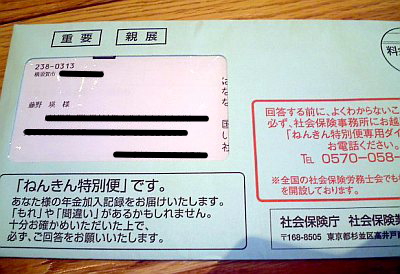 重要 親展
料
238-0313
横須賀市
藤野 瑛 様
「ねんきん特別便」です。
あなた様の年金加入記録をお届けいたします。
「もれ」や「間違い」があるかもしれません。
十分お確かめいただいた上で、
必ず、ご回答をお願いいたします。
回答する前に、よくわからないこ
必ず、社会保険事務所にお越
「ねんきん特別便専用ダイ
お電話ください。
TEL 0570-058-
※全国の社会保険労務士会でも
を開設しております。
社会保険庁 社会保険業
〒168-8505 東京都杉並区高井戸